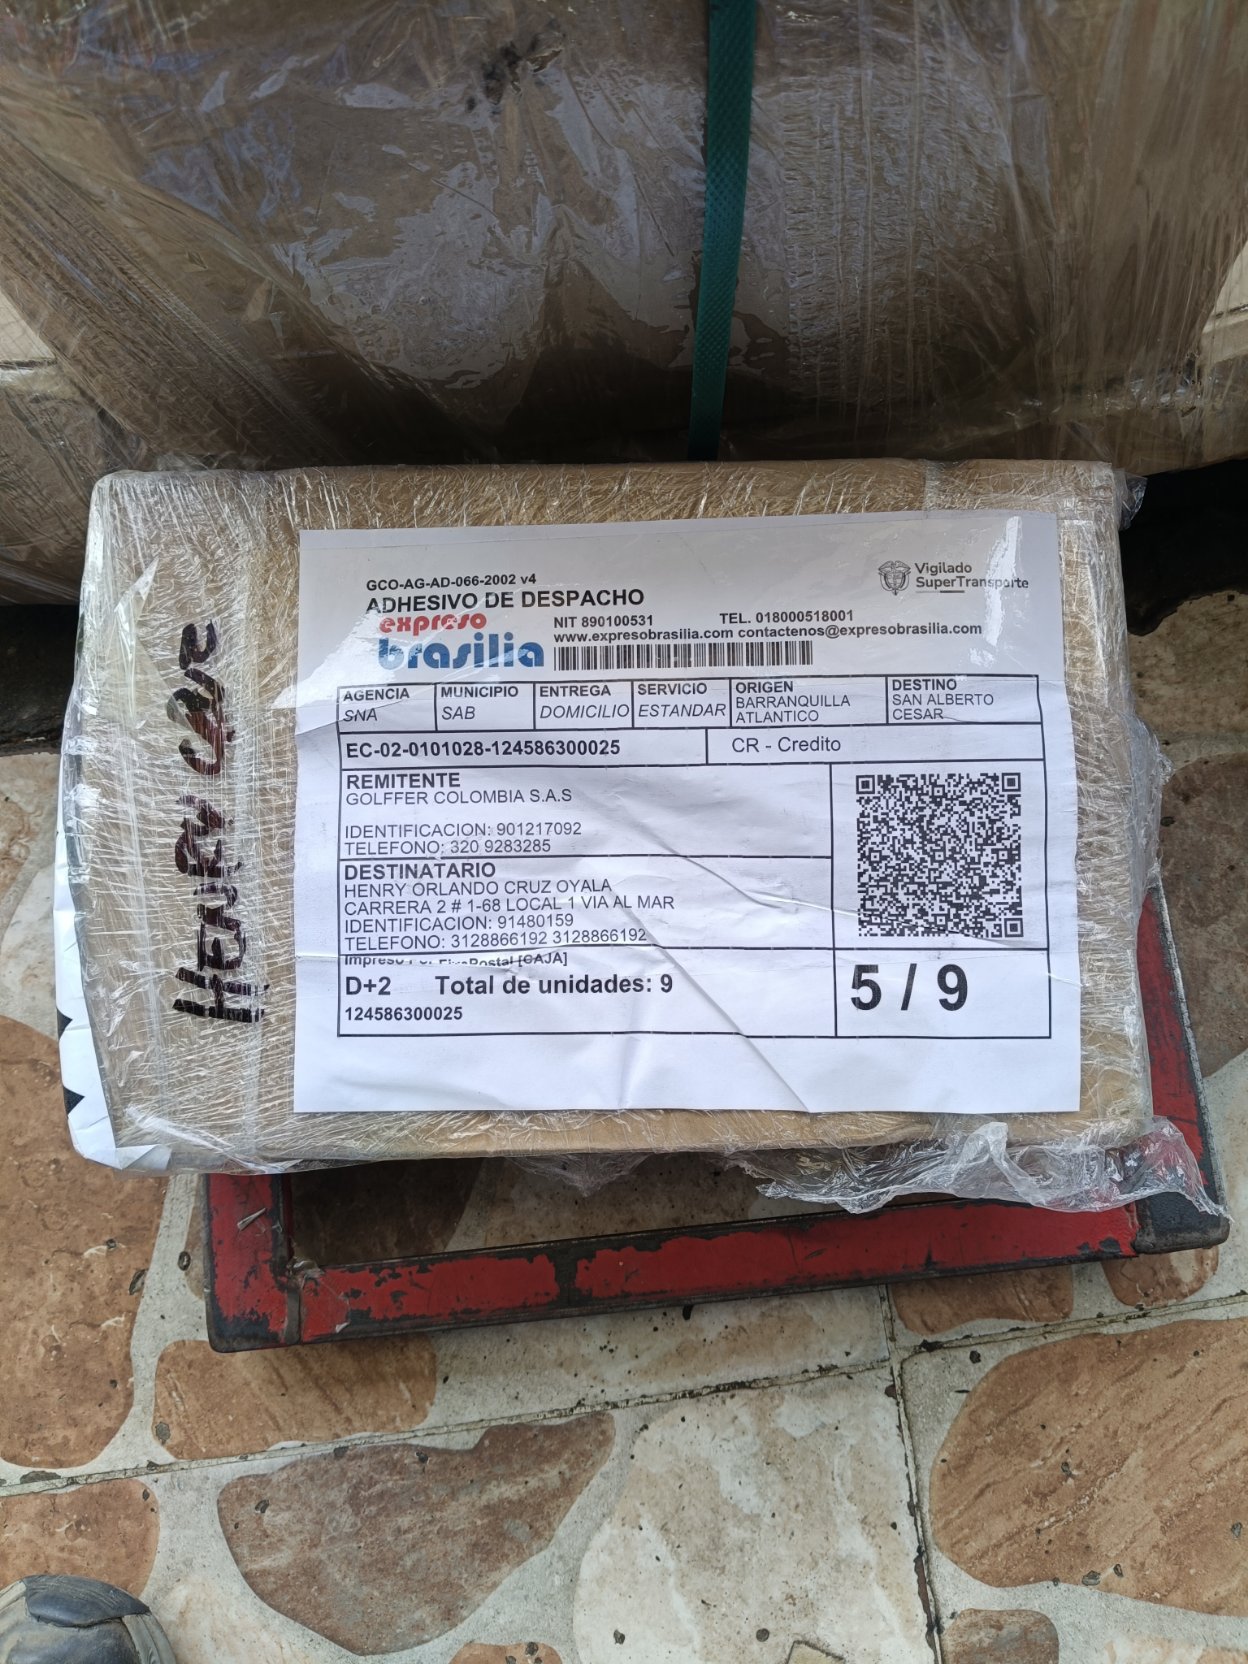 GCO-AG-AD-066-2002 v4
ADHESIVO DE DESPACHO
Vigilado
SuperTransporte
expreso
brasilia
NIT 890100531 TEL. 018000518001
www.expresobrasilia.com contactenos@expresobrasilia.com
AGENCIA MUNICIPIO ENTREGA SERVICIO ORIGEN DESTINO
SNA SAB DOMICILIO ESTANDAR BARRANQUILLA SAN ALBERTO
ATLANTICO CESAR
EC-02-0101028-124586300025 CR - Credito
REMITENTE
GOLFFER COLOMBIA S.A.S
IDENTIFICACION: 901217092
TELEFONO: 320 9283285
DESTINATARIO
HENRY ORLANDO CRUZ OYALA
CARRERA 2 # 1-68 LOCAL 1 VIA AL MAR
IDENTIFICACION: 91480159
TELEFONO: 3128866192 3128866192
Impreso Postal [CAJA]
D+2 Total de unidades: 9
124586300025
5 / 9
HENRY